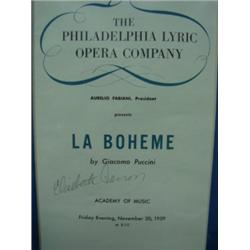 THE
PHILADELPHIA LYRIC
OPERA COMPANY
AURELIO FABIANI, President
presents
LA BOHEME
by Giacomo Puccini
ACADEMY OF MUSIC
Friday Evening, November 20, 1959